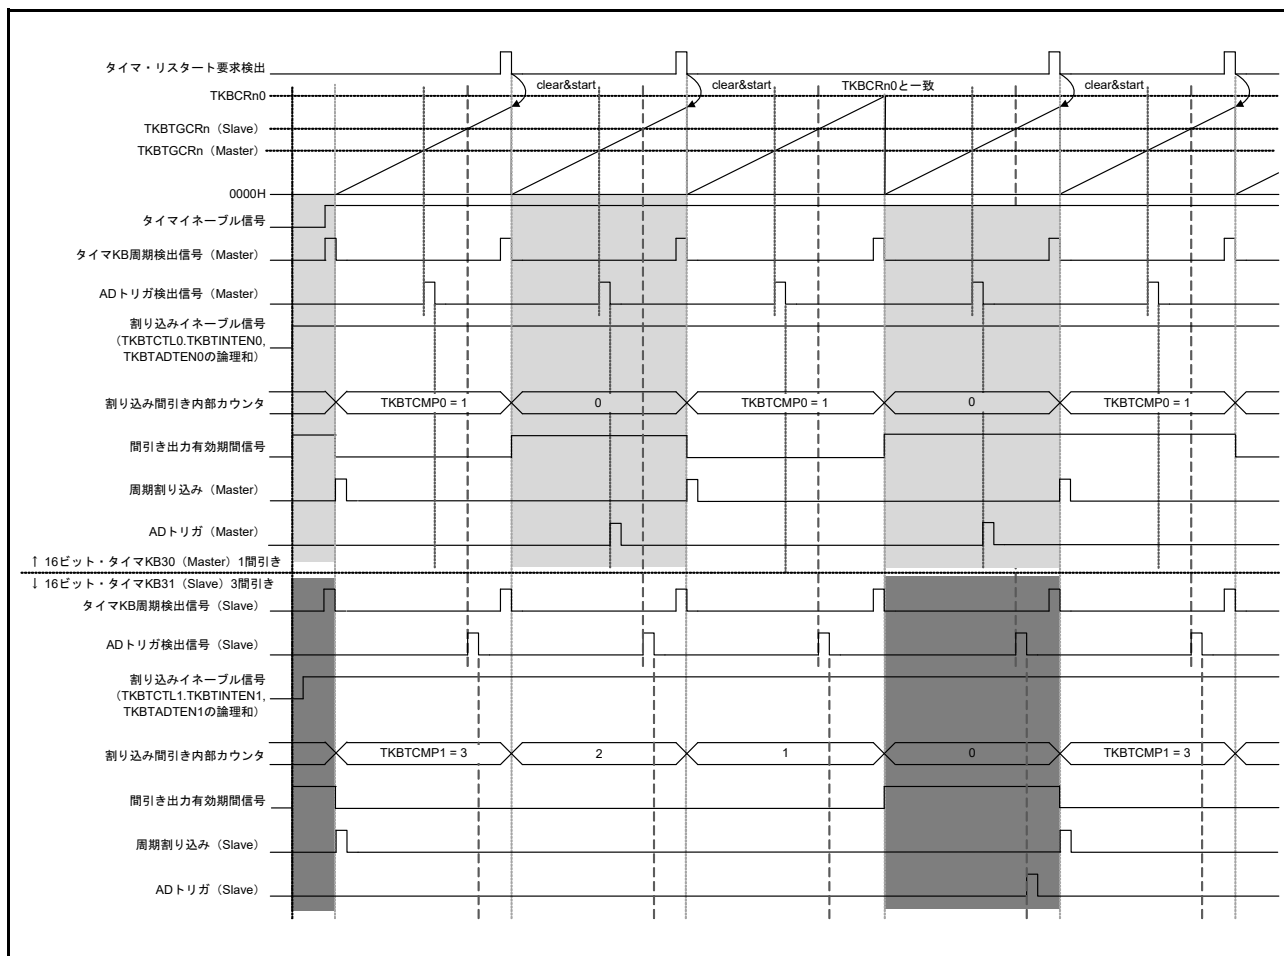 タイマ・リスタート要求検出
clear&start
clear&start
TKBCRn0と一致
clear&start
TKBCRn0
TKBTGCRn（Slave）
TKBTGCRn（Master）
0000H
タイマイネーブル信号
タイマKB周期検出信号（Master）
ADトリガ検出信号（Master）
割り込みイネーブル信号
（TKBTCTL0.TKBTINTEN0,
TKBTADTEN0の論理和）
割り込み間引き内部カウンタ
TKBTCMP0 = 1
0
TKBTCMP0 = 1
0
TKBTCMP0 = 1
間引き出力有効期間信号
周期割り込み（Master）
ADトリガ（Master）
↑ 16ビット・タイマKB30（Master）1間引き
↓ 16ビット・タイマKB31（Slave）3間引き
タイマKB周期検出信号（Slave）
ADトリガ検出信号（Slave）
割り込みイネーブル信号
（TKBTCTL1.TKBTINTEN1,
TKBTADTEN1の論理和）
割り込み間引き内部カウンタ
TKBTCMP1 = 3
2
1
0
TKBTCMP1 = 3
間引き出力有効期間信号
周期割り込み（Slave）
ADトリガ（Slave）